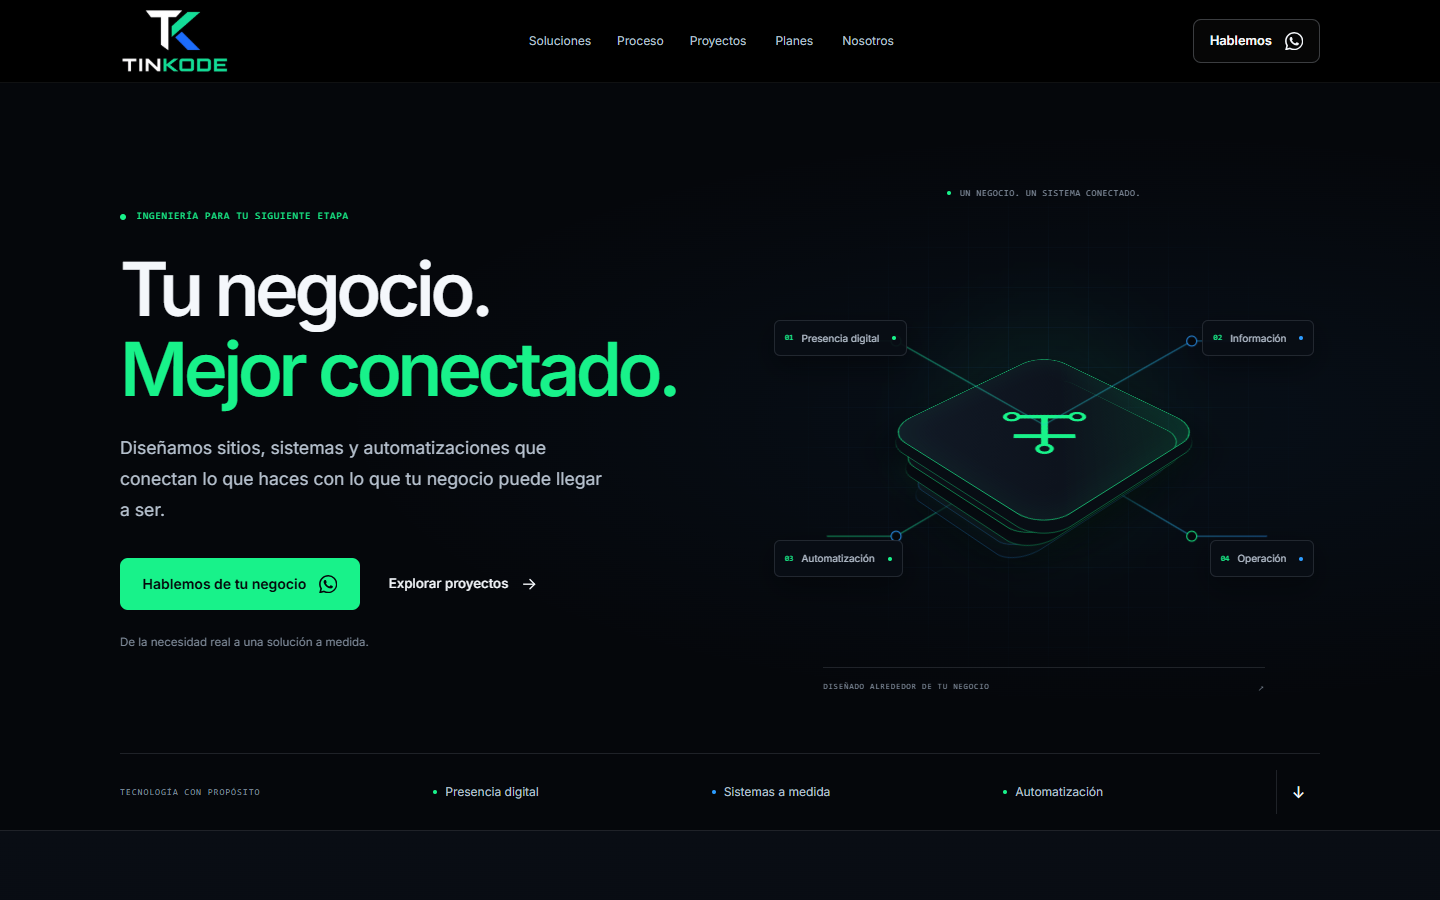 TINKODE
Soluciones
Proceso
Proyectos
Planes
Nosotros
Hablemos
INGENIERÍA PARA TU SIGUIENTE ETAPA
Tu negocio.
Mejor conectado.
Diseñamos sitios, sistemas y automatizaciones que
conectan lo que haces con lo que tu negocio puede llegar
a ser.
Hablemos de tu negocio
Explorar proyectos →
De la necesidad real a una solución a medida.
UN NEGOCIO. UN SISTEMA CONECTADO.
01 Presencia digital
02 Información
03 Automatización
04 Operación
DISEÑADO ALREDEDOR DE TU NEGOCIO ↗
TECNOLOGÍA CON PROPÓSITO
Presencia digital
Sistemas a medida
Automatización
↓